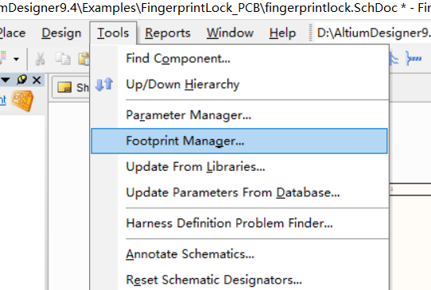 mDesigner9.4\Examples\FingerprintLock_PCB\fingerprintlock.SchDoc * - Fin
Place Design Tools Reports Window Help D:\AltiumDesigner9.
Sh
Find Component...
Up/Down Hierarchy
Parameter Manager...
Footprint Manager...
Update From Libraries...
Update Parameters From Database...
Harness Definition Problem Finder...
Annotate Schematics...
Reset Schematic Designators...